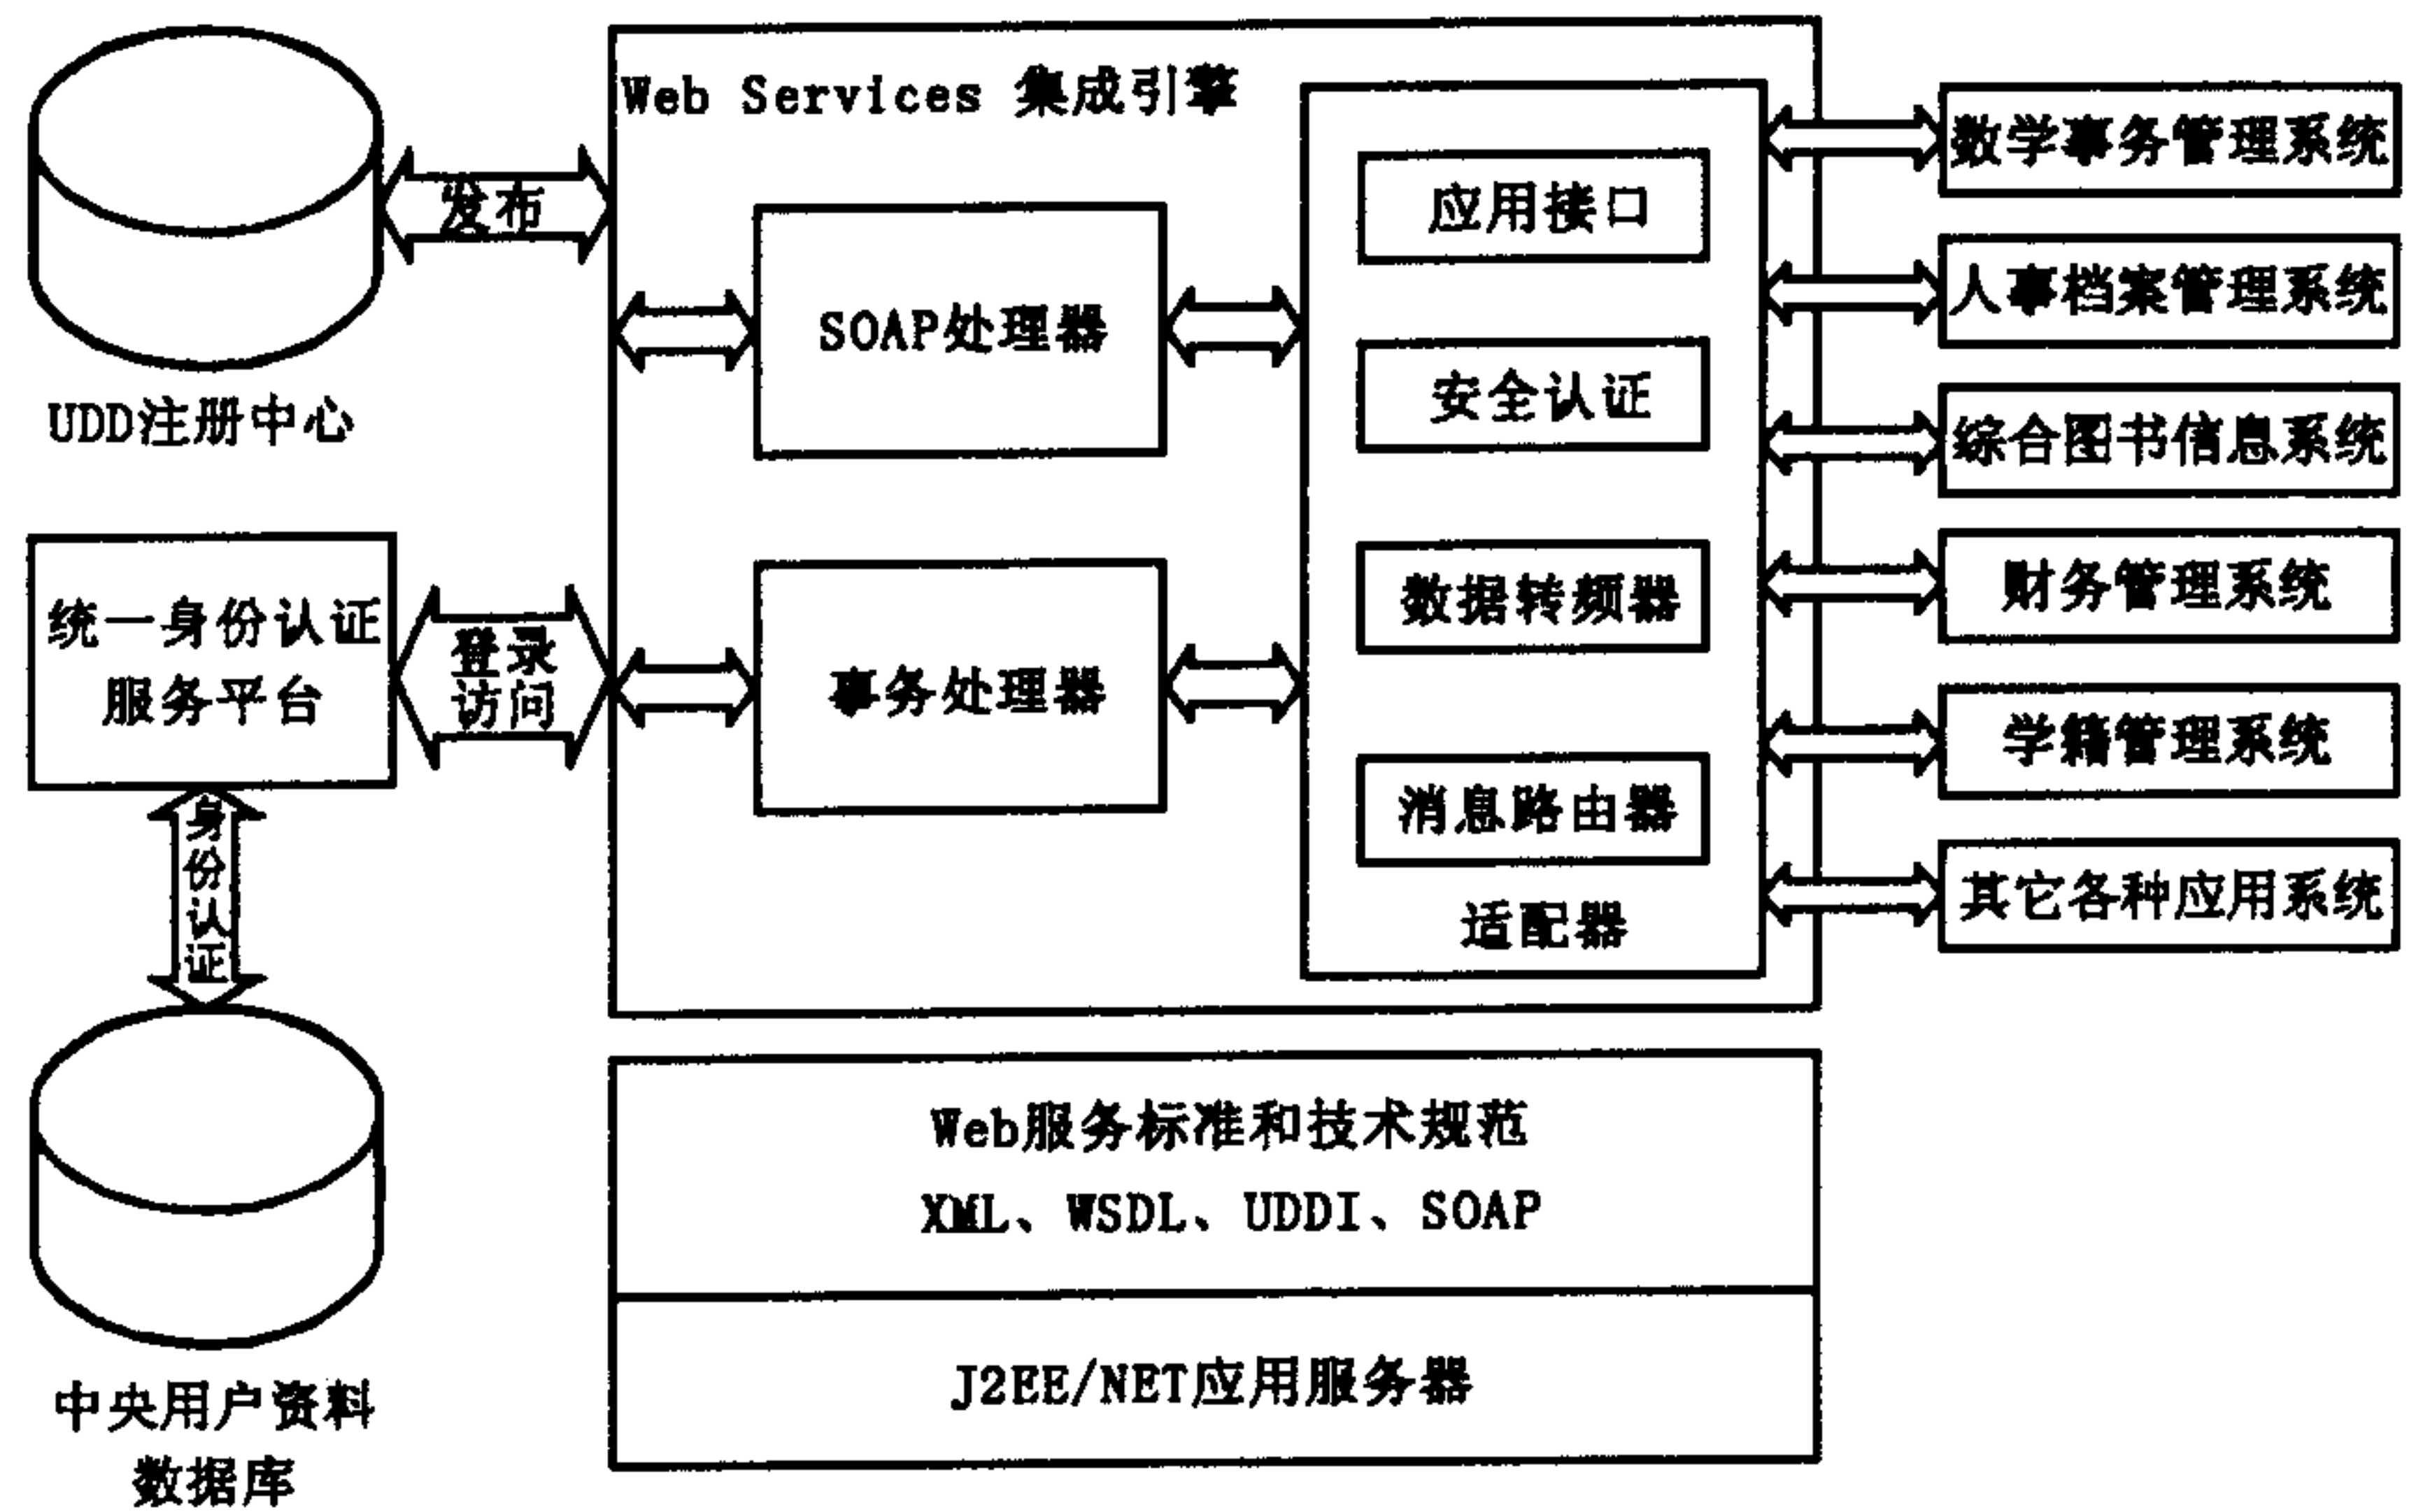 Web Services 集成引擎
发布
UDD注册中心
统一身份认证
服务平台
登录
访问
身份认证
中央用户资料
数据库
SOAP处理器
事务处理器
应用接口
安全认证
数据转频器
消息路由器
适配器
数学事务管理系统
人事档案管理系统
综合图书信息系统
财务管理系统
学籍管理系统
其它各种应用系统
Web服务标准和技术规范
XML、WSDL、UDDI、SOAP
J2EE/NET应用服务器